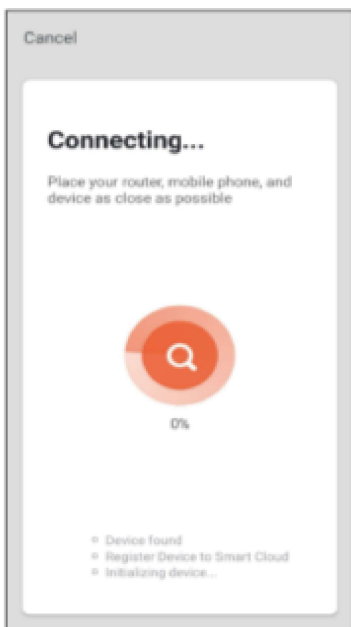 Cancel
Connecting...
Place your router, mobile phone, and
device as close as possible
0%
Device found
Register Device to Smart Cloud
Initializing device...